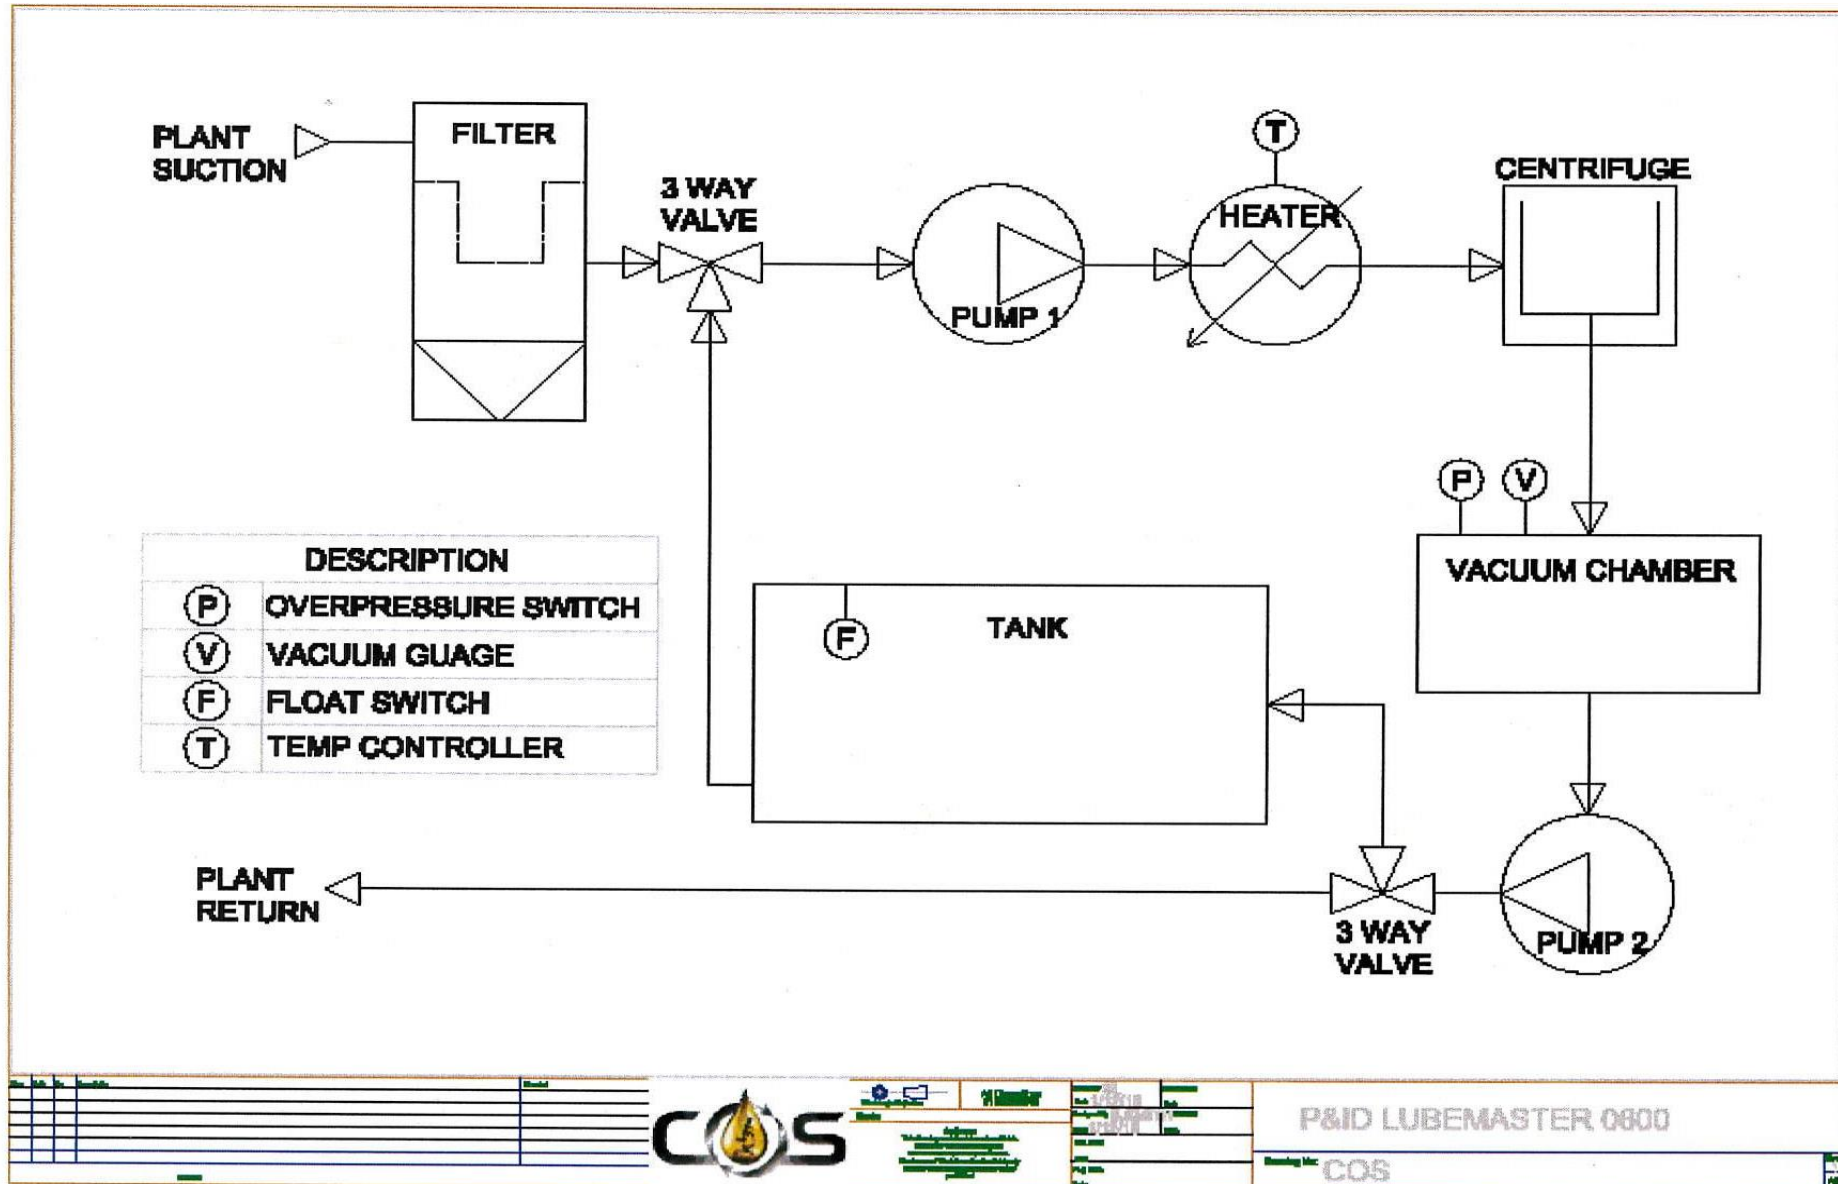 PLANT
SUCTION
FILTER
3 WAY
VALVE
PUMP 1
T
HEATER
CENTRIFUGE
P
V
VACUUM CHAMBER
DESCRIPTION
P OVERPRESSURE SWITCH
V VACUUM GUAGE
F FLOAT SWITCH
T TEMP CONTROLLER
F
TANK
PLANT
RETURN
3 WAY
VALVE
PUMP 2
COS
P&ID LUBEMASTER 0600
COS